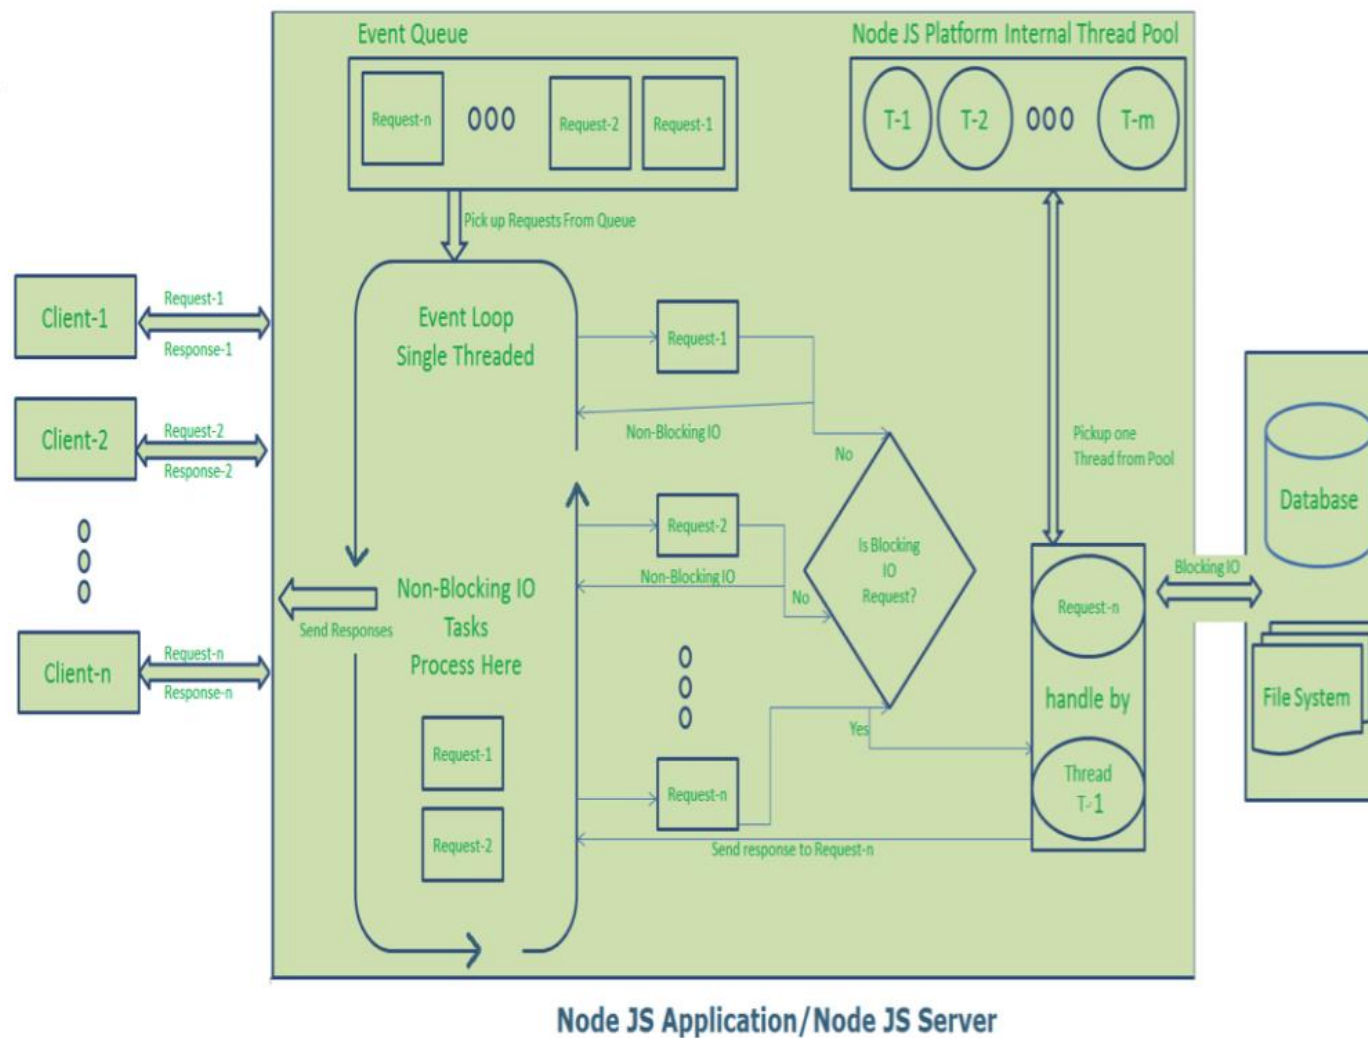 Event Queue
Node JS Platform Internal Thread Pool
Request-n
000
Request-2
Request-1
T-1
T-2
000
T-m
Pick up Requests From Queue
Client-1
Request-1
Response-1
Client-2
Request-2
Response-2
Client-n
Request-n
Response-n
Event Loop
Single Threaded
Request-1
Non-Blocking IO
No
Request-2
Non-Blocking IO
No
Is Blocking
IO
Request?
Pickup one
Thread from Pool
Send Responses
Non-Blocking IO
Tasks
Process Here
Request-1
Request-2
0
0
0
Yes
Request-n
Send response to Request-n
Request-n
handle by
Thread
T-1
Blocking IO
Database
File System
Node JS Application/Node JS Server